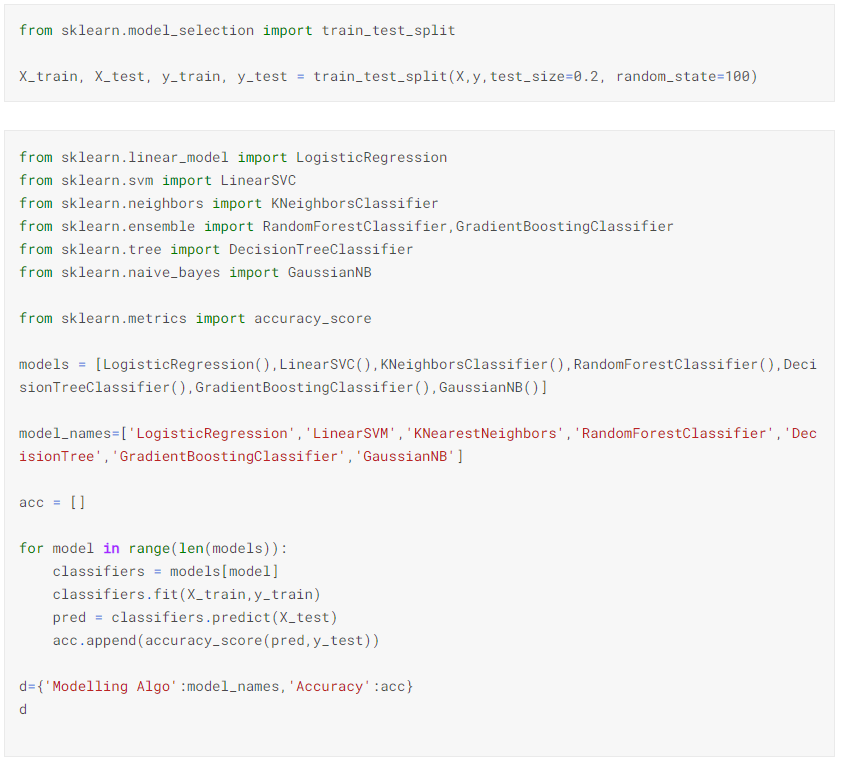 from sklearn.model_selection import train_test_split
X_train, X_test, y_train, y_test = train_test_split(X,y,test_size=0.2, random_state=100)
from sklearn.linear_model import LogisticRegression
from sklearn.svm import LinearSVC
from sklearn.neighbors import KNeighborsClassifier
from sklearn.ensemble import RandomForestClassifier,GradientBoostingClassifier
from sklearn.tree import DecisionTreeClassifier
from sklearn.naive_bayes import GaussianNB
from sklearn.metrics import accuracy_score
models = [LogisticRegression(),LinearSVC(),KNeighborsClassifier(),RandomForestClassifier(),Deci
sionTreeClassifier(),GradientBoostingClassifier(),GaussianNB()]
model_names=['LogisticRegression','LinearSVM','KNearestNeighbors','RandomForestClassifier','Dec
isionTree','GradientBoostingClassifier','GaussianNB']
acc = []
for model in range(len(models)):
    classifiers = models[model]
    classifiers.fit(X_train,y_train)
    pred = classifiers.predict(X_test)
    acc.append(accuracy_score(pred,y_test))
d={'Modelling Algo':model_names,'Accuracy':acc}
d